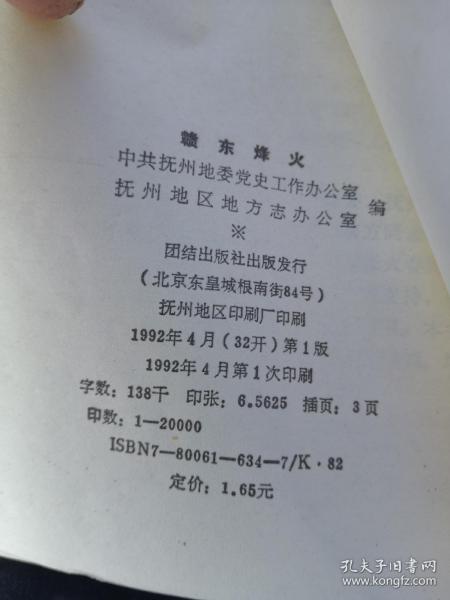 赣东烽火
中共抚州地委党史工作办公室
抚州地区地方志办公室
编
※
团结出版社出版发行
（北京东皇城根南街84号）
抚州地区印刷厂印刷
1992年4月（32开）第1版
1992年4月第1次印刷
字数：138千 印张：6.5625 插页：3页
印数：1—20000
ISBN7—80061—634—7/K·82
定价：1.65元
孔夫子旧书网
www.kongfz.com